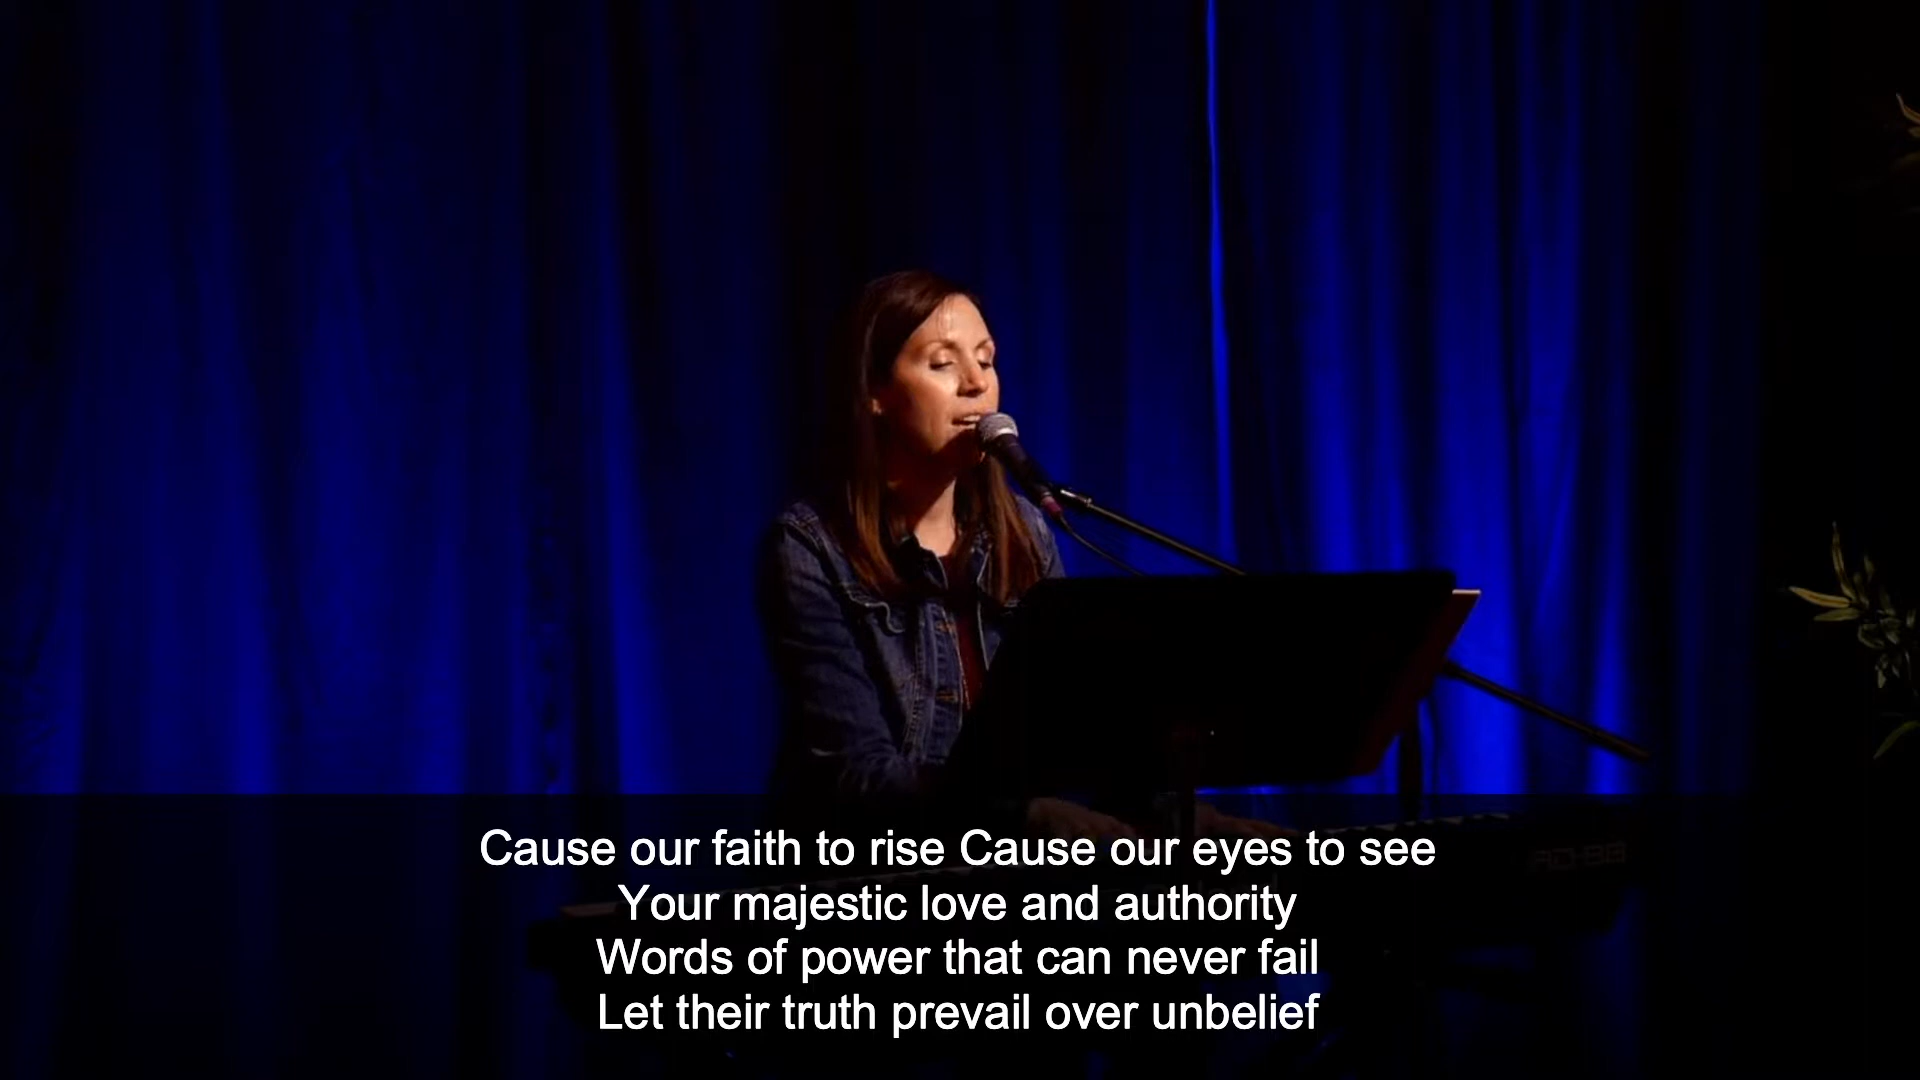 Cause our faith to rise Cause our eyes to see
Your majestic love and authority
Words of power that can never fail
Let their truth prevail over unbelief